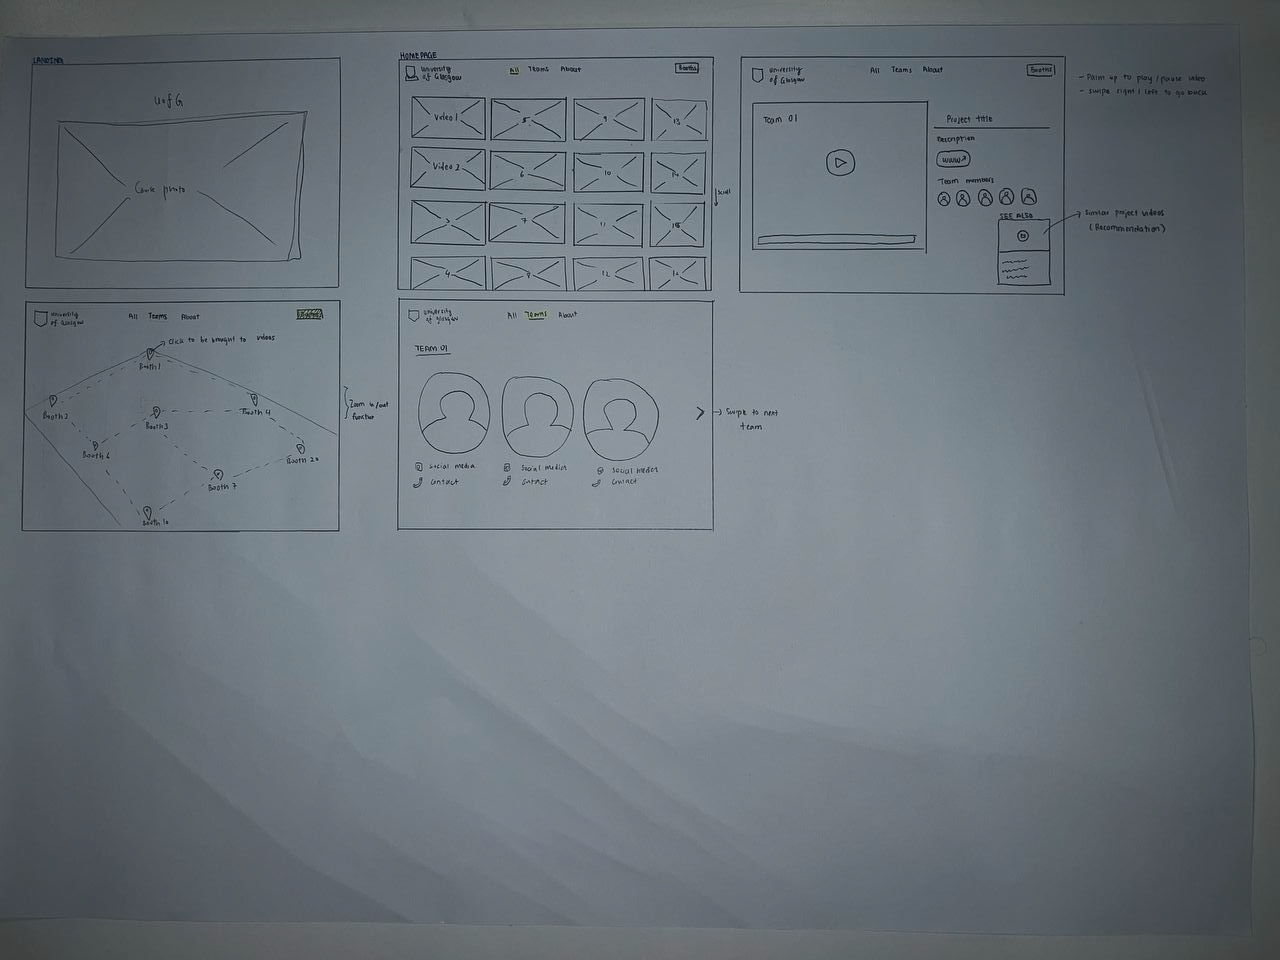 LANDING
U of G
photo
HOMEPAGE
University
of Glasgow
All Teams About
Booths
Video 1
5
9
13
Video 2
6
10
14
3
7
11
15
4
8
12
scroll
University
of Glasgow
All Teams About
Booths
Team 01
Project title
Description
www
Team members
SEE ALSO
- Palm up to play/pause video
- Swipe right / left to go back
Similar project videos
(Recommendation)
University
of Glasgow
All Teams About
Click to be brought to videos
Booth 1
Booth 2
Booth 3
Booth 4
Booth 6
Booth 20
Booth 7
Booth 10
Zoom in/out
function
University
of Glasgow
All Teams About
TEAM 01
Social media
Contact
Social media
Contact
Social media
Contact
Swipe to next
team